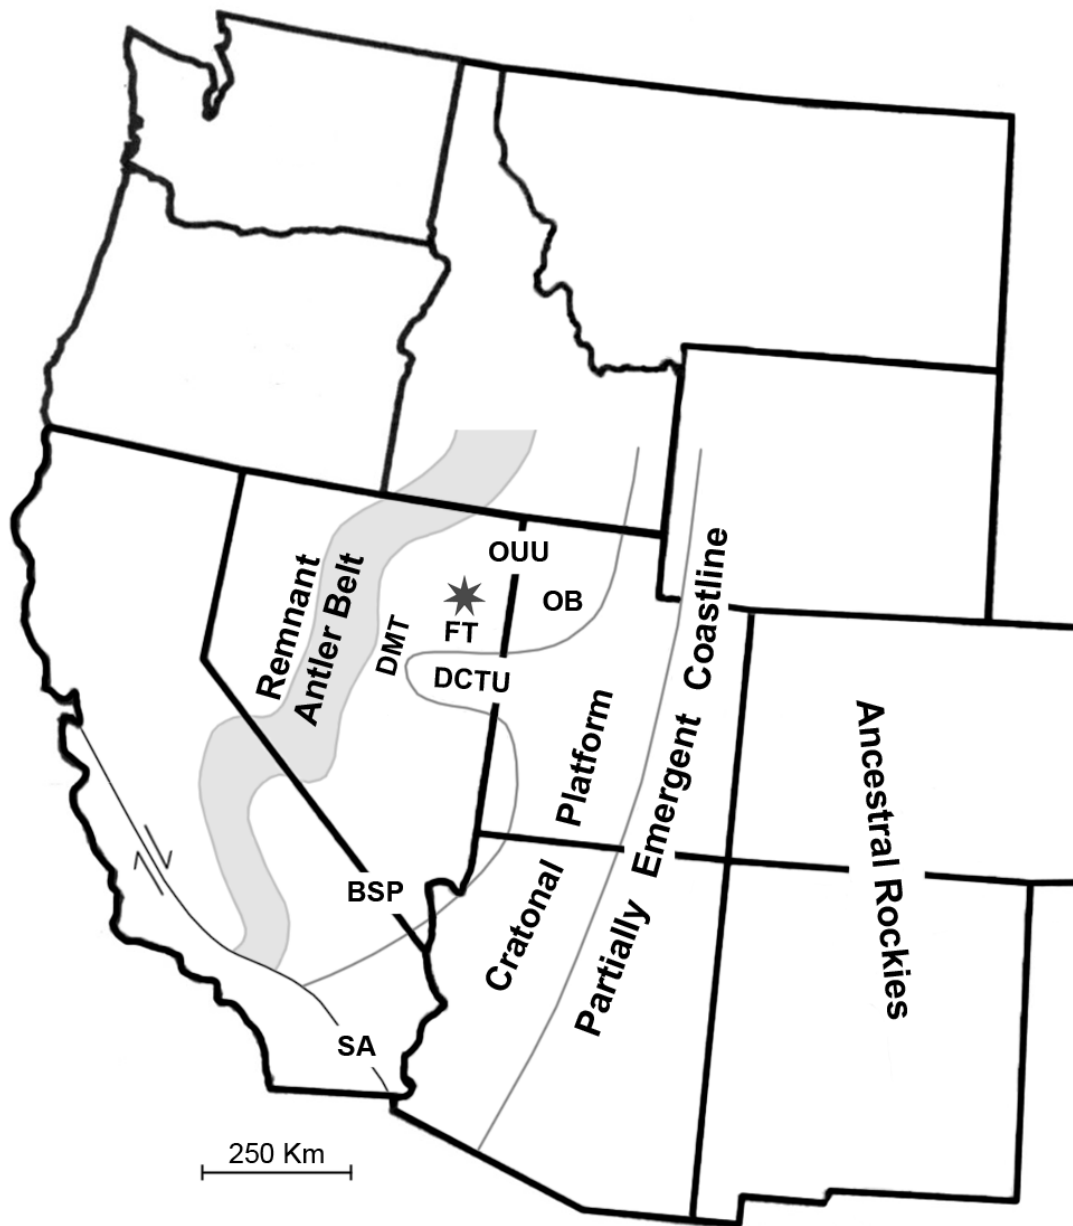 OUU
OB
FT
DMT
DCTU
Remnant
Antler Belt
Platform
Cratonal
Partially Emergent Coastline
Ancestral Rockies
BSP
SA
250 Km